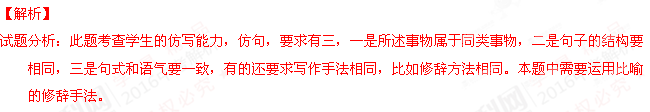 【解析】
试题分析：此题考查学生的仿写能力，仿句，要求有三，一是所述事物属于同类事物，二是句子的结构要
相同，三是句式和语气要一致，有的还要求写作手法相同，比如修辞方法相同。本题中需要运用比喻
的修辞手法。